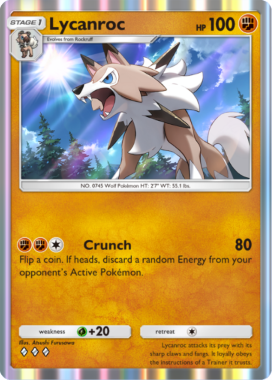 STAGE 1 Lycanroc HP 100
Evolves from Rockruff
NO. 0745 Wolf Pokémon HT: 2'7" WT: 55.1 lbs.
Crunch 80
Flip a coin. If heads, discard a random Energy from your
opponent's Active Pokémon.
weakness +20 retreat
Illus. Atsuko Furusawa
Lycanroc attacks its prey with its
sharp claws and fangs. It loyally obeys
the instructions of a Trainer it trusts.